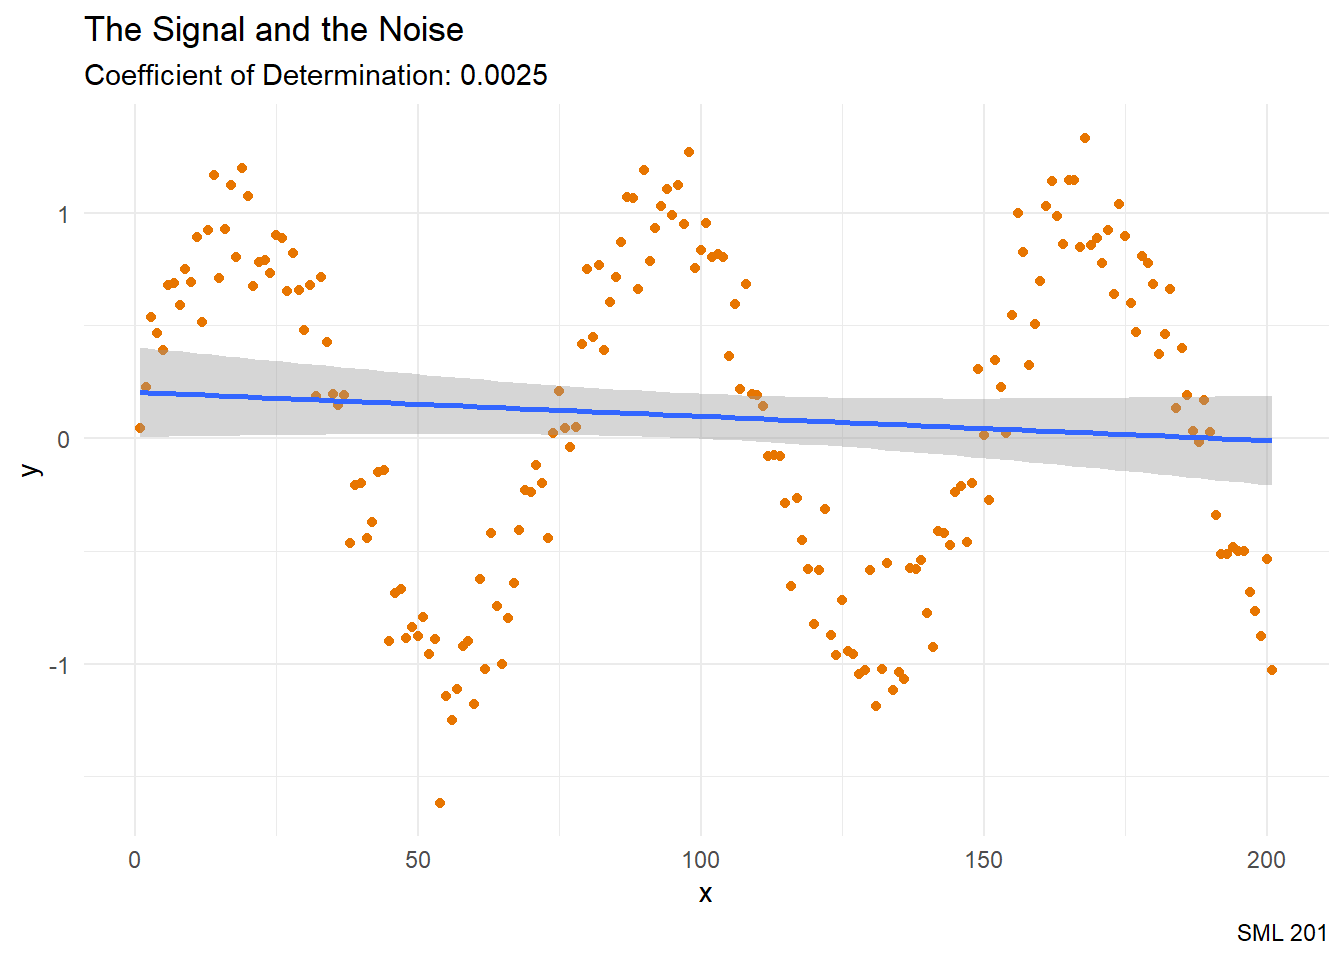 The Signal and the Noise
Coefficient of Determination: 0.0025
1
0
-1
y
0 50 100 150 200
x
SML 201